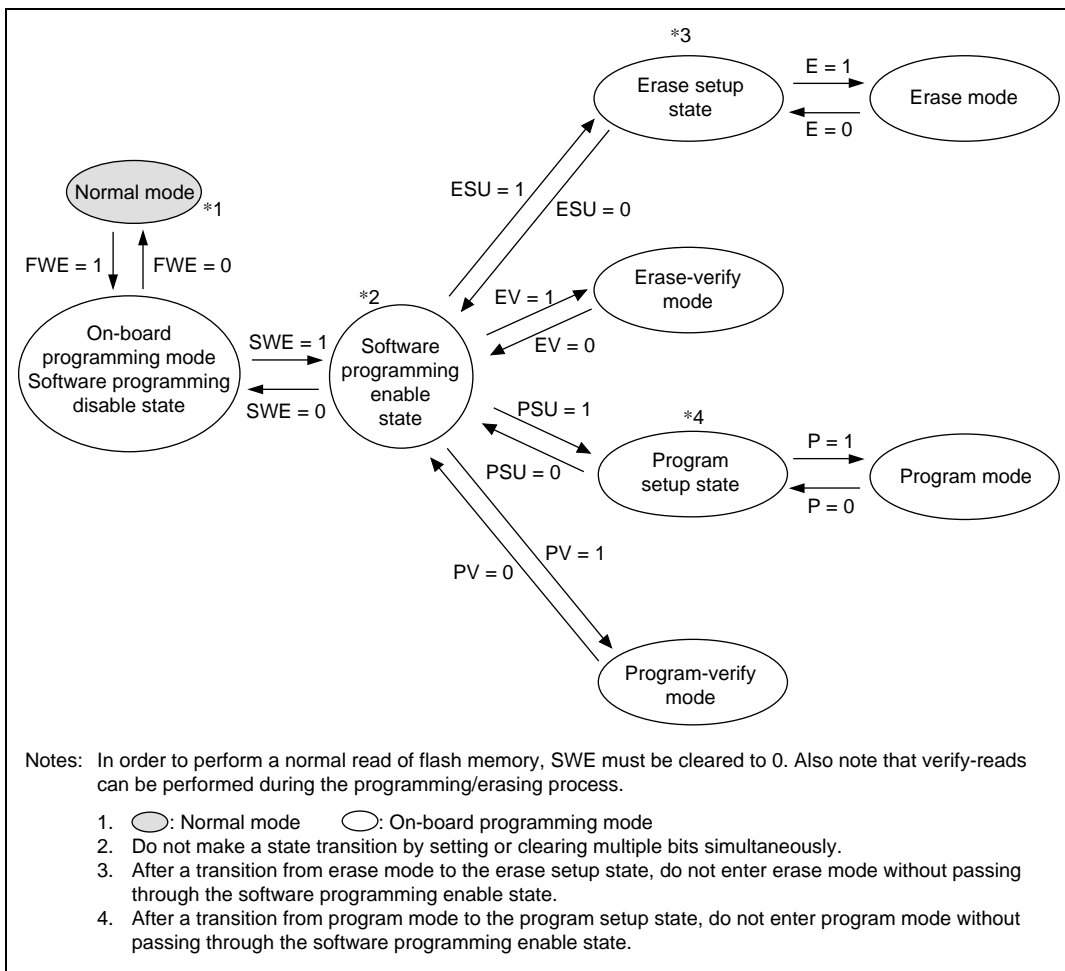 *3
Erase setup
state
E = 1
E = 0
Erase mode
Normal mode
*1
ESU = 1
ESU = 0
FWE = 1
FWE = 0
Erase-verify
mode
*2
EV = 1
EV = 0
On-board
programming mode
Software programming
disable state
SWE = 1
SWE = 0
Software
programming
enable
state
PSU = 1
PSU = 0
*4
Program
setup state
P = 1
P = 0
Program mode
PV = 1
PV = 0
Program-verify
mode
Notes: In order to perform a normal read of flash memory, SWE must be cleared to 0. Also note that verify-reads
can be performed during the programming/erasing process.
1. : Normal mode : On-board programming mode
2. Do not make a state transition by setting or clearing multiple bits simultaneously.
3. After a transition from erase mode to the erase setup state, do not enter erase mode without passing
through the software programming enable state.
4. After a transition from program mode to the program setup state, do not enter program mode without
passing through the software programming enable state.